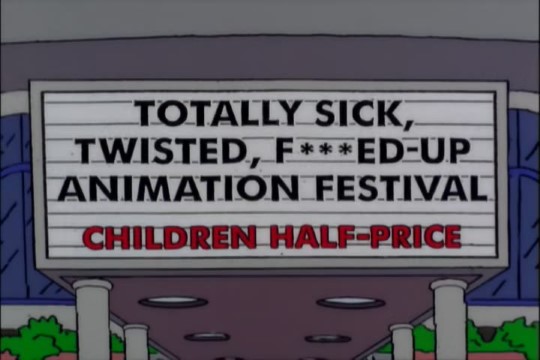 TOTALLY SICK,
TWISTED, F***ED-UP
ANIMATION FESTIVAL
CHILDREN HALF-PRICE